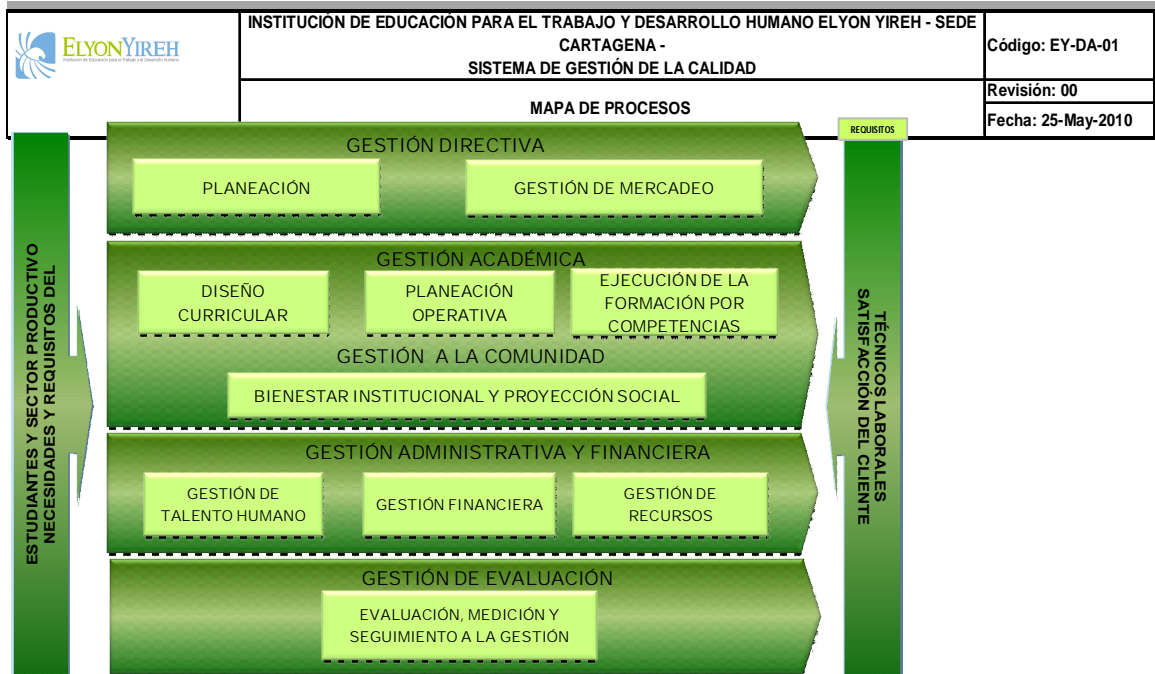 ELYONYIREH
Institución de Educación para el Trabajo y el Desarrollo Humano
INSTITUCIÓN DE EDUCACIÓN PARA EL TRABAJO Y DESARROLLO HUMANO ELYON YIREH - SEDE
CARTAGENA -
SISTEMA DE GESTIÓN DE LA CALIDAD
Código: EY-DA-01
MAPA DE PROCESOS
Revisión: 00
Fecha: 25-May-2010
REQUISITOS
GESTIÓN DIRECTIVA
PLANEACIÓN
GESTIÓN DE MERCADEO
GESTIÓN ACADÉMICA
DISEÑO
CURRICULAR
PLANEACIÓN
OPERATIVA
EJECUCIÓN DE LA
FORMACIÓN POR
COMPETENCIAS
GESTIÓN A LA COMUNIDAD
BIENESTAR INSTITUCIONAL Y PROYECCIÓN SOCIAL
GESTIÓN ADMINISTRATIVA Y FINANCIERA
GESTIÓN DE
TALENTO HUMANO
GESTIÓN FINANCIERA
GESTIÓN DE
RECURSOS
GESTIÓN DE EVALUACIÓN
EVALUACIÓN, MEDICIÓN Y
SEGUIMIENTO A LA GESTIÓN
ESTUDIANTES Y SECTOR PRODUCTIVO
NECESIDADES Y REQUISITOS DEL
TÉCNICOS LABORALES
SATISFACCIÓN DEL CLIENTE